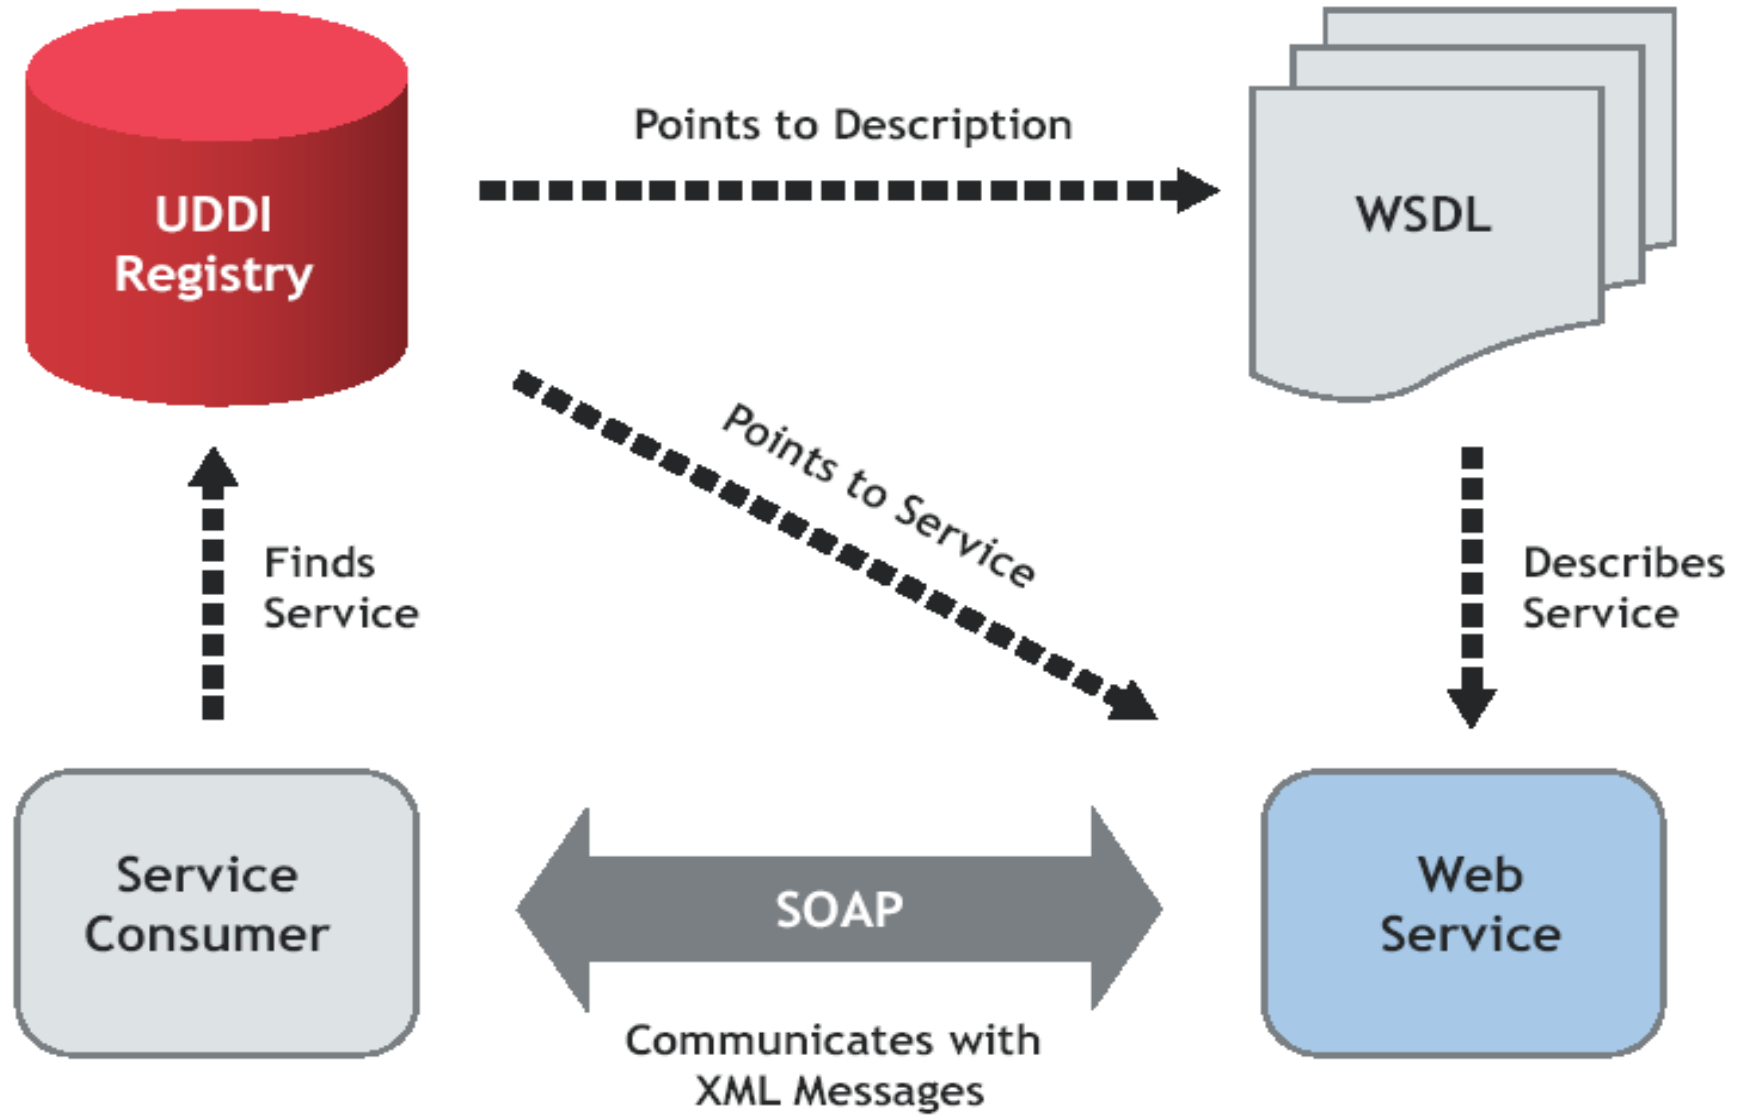 Points to Description
UDDI
Registry
WSDL
Points to Service
Finds
Service
Describes
Service
Service
Consumer
SOAP
Web
Service
Communicates with
XML Messages